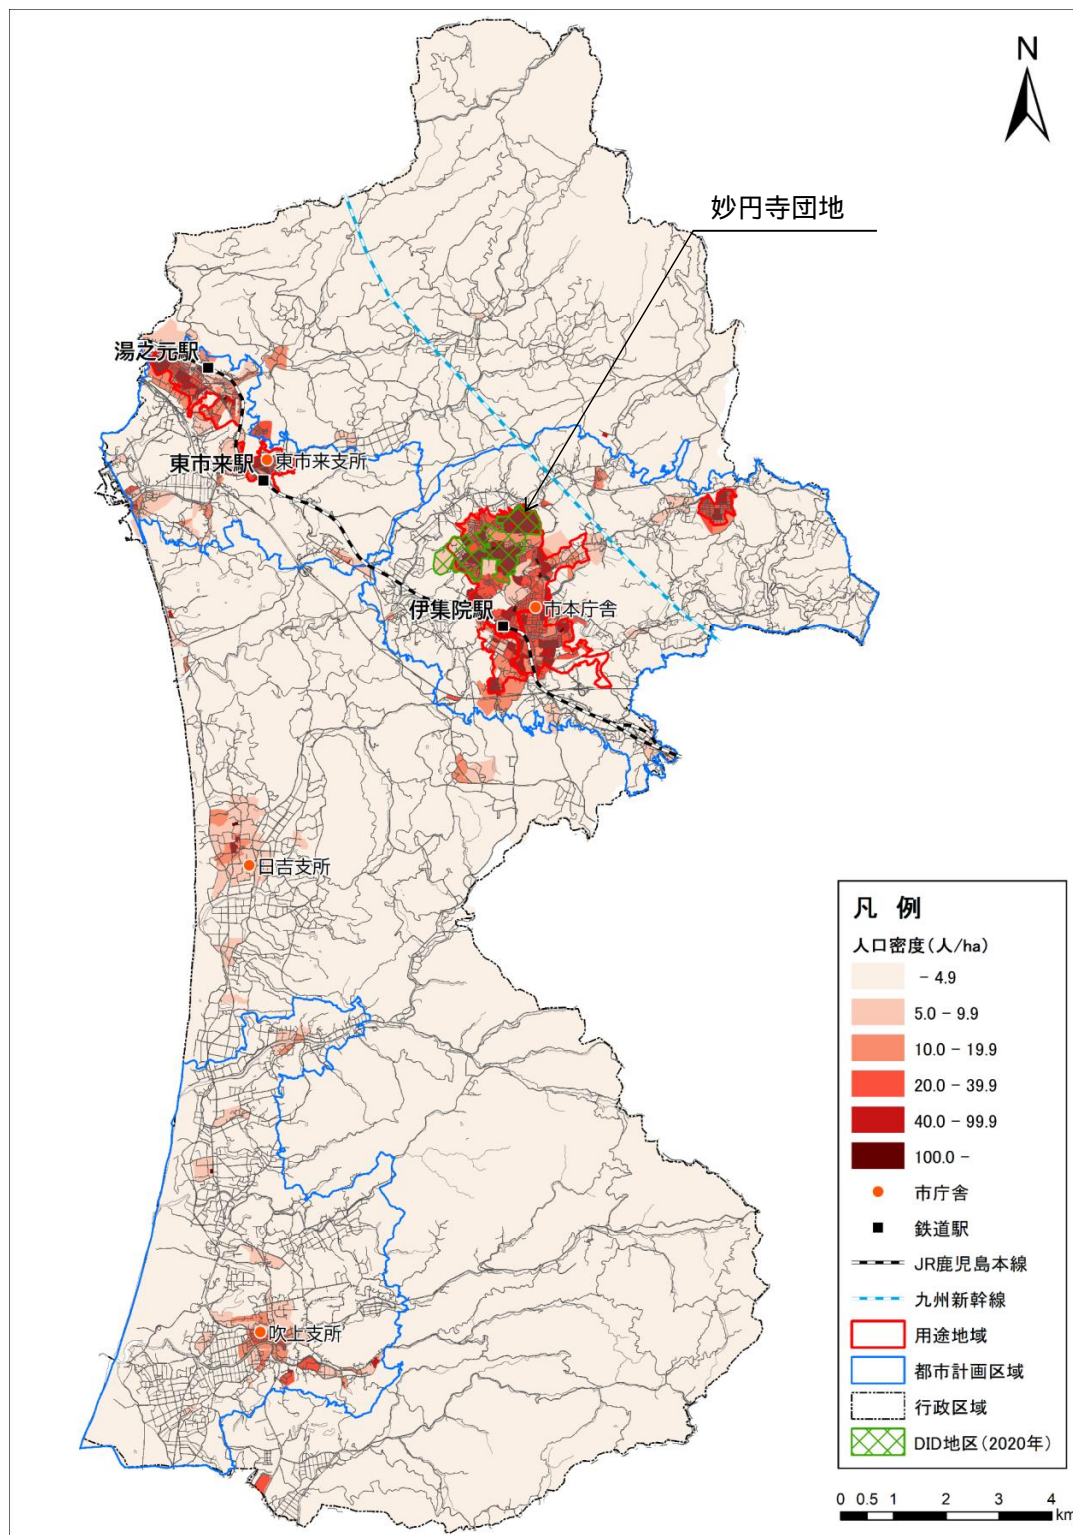 N
妙円寺団地
湯之元駅
東市来駅
東市来支所
伊集院駅
市本庁舎
日吉支所
吹上支所
凡 例
人口密度(人/ha)
- 4.9
5.0 - 9.9
10.0 - 19.9
20.0 - 39.9
40.0 - 99.9
100.0 -
市庁舎
鉄道駅
JR鹿児島本線
九州新幹線
用途地域
都市計画区域
行政区域
DID地区(2020年)
0 0.5 1 2 3 4
km